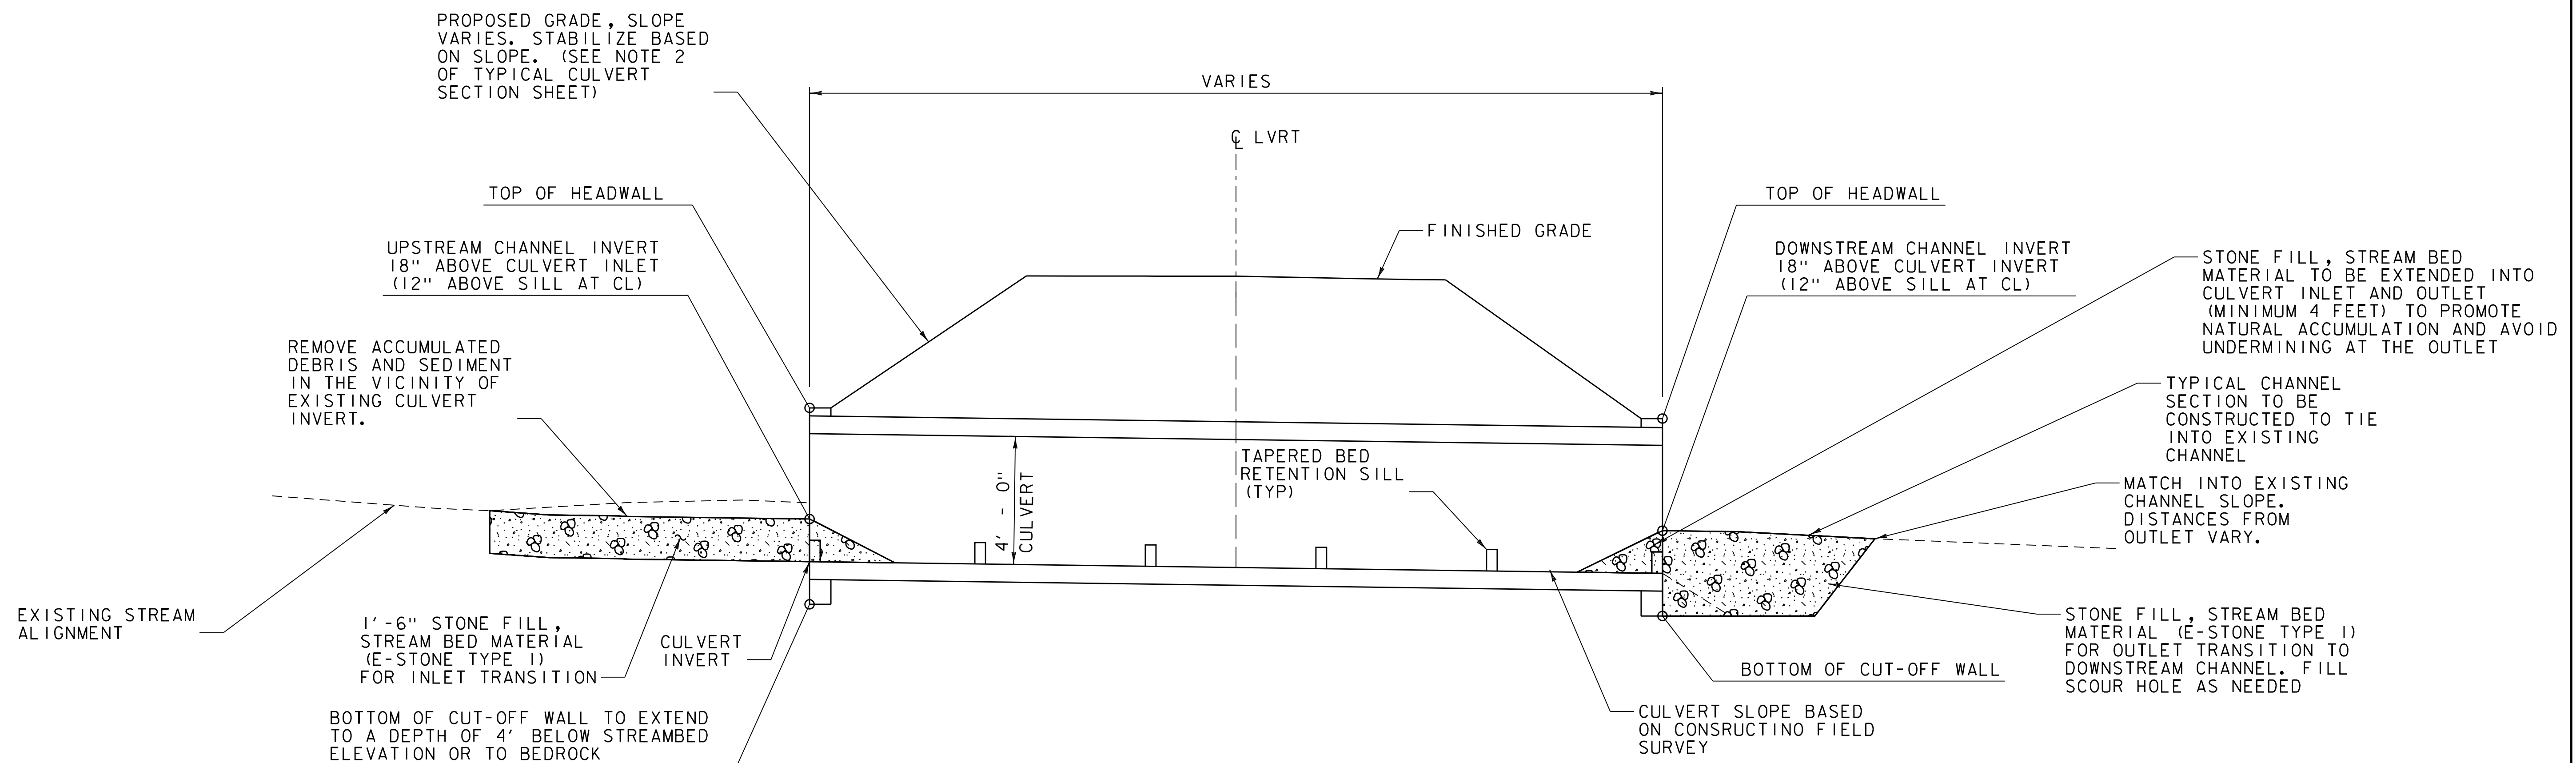 PROPOSED GRADE, SLOPE
VARIES. STABILIZE BASED
ON SLOPE. (SEE NOTE 2
OF TYPICAL CULVERT
SECTION SHEET)
VARIES
℄ LVRT
TOP OF HEADWALL
TOP OF HEADWALL
FINISHED GRADE
UPSTREAM CHANNEL INVERT
18" ABOVE CULVERT INLET
(12" ABOVE SILL AT CL)
DOWNSTREAM CHANNEL INVERT
18" ABOVE CULVERT INVERT
(12" ABOVE SILL AT CL)
STONE FILL, STREAM BED
MATERIAL TO BE EXTENDED INTO
CULVERT INLET AND OUTLET
(MINIMUM 4 FEET) TO PROMOTE
NATURAL ACCUMULATION AND AVOID
UNDERMINING AT THE OUTLET
REMOVE ACCUMULATED
DEBRIS AND SEDIMENT
IN THE VICINITY OF
EXISTING CULVERT
INVERT.
TYPICAL CHANNEL
SECTION TO BE
CONSTRUCTED TO TIE
INTO EXISTING
CHANNEL
TAPERED BED
RETENTION SILL
(TYP)
4' - 0"
CULVERT
MATCH INTO EXISTING
CHANNEL SLOPE.
DISTANCES FROM
OUTLET VARY.
EXISTING STREAM
ALIGNMENT
1'-6" STONE FILL,
STREAM BED MATERIAL
(E-STONE TYPE 1)
FOR INLET TRANSITION
CULVERT
INVERT
STONE FILL, STREAM BED
MATERIAL (E-STONE TYPE 1)
FOR OUTLET TRANSITION TO
DOWNSTREAM CHANNEL. FILL
SCOUR HOLE AS NEEDED
BOTTOM OF CUT-OFF WALL
BOTTOM OF CUT-OFF WALL TO EXTEND
TO A DEPTH OF 4' BELOW STREAMBED
ELEVATION OR TO BEDROCK
CULVERT SLOPE BASED
ON CONSRUCTINO FIELD
SURVEY